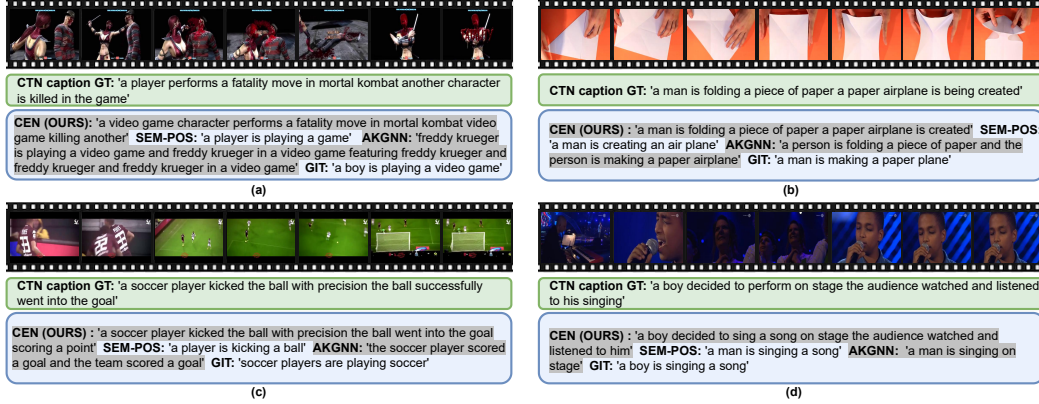 CTN caption GT: 'a player performs a fatality move in mortal kombat another character
is killed in the game'
CEN (OURS): 'a video game character performs a fatality move in mortal kombat video
game killing another' SEM-POS: 'a player is playing a game' AKGNN: 'freddy krueger
is playing a video game and freddy krueger in a video game featuring freddy krueger and
freddy krueger and freddy krueger in a video game' GIT: 'a boy is playing a video game'
(a)
CTN caption GT: 'a man is folding a piece of paper a paper airplane is being created'
CEN (OURS) : 'a man is folding a piece of paper a paper airplane is created' SEM-POS:
'a man is creating an air plane' AKGNN: 'a person is folding a piece of paper and the
person is making a paper airplane' GIT: 'a man is making a paper plane'
(b)
CTN caption GT: 'a soccer player kicked the ball with precision the ball successfully
went into the goal'
CEN (OURS) : 'a soccer player kicked the ball with precision the ball went into the goal
scoring a point' SEM-POS: 'a player is kicking a ball' AKGNN: 'the soccer player scored
a goal and the team scored a goal' GIT: 'soccer players are playing soccer'
(c)
CTN caption GT: 'a boy decided to perform on stage the audience watched and listened
to his singing'
CEN (OURS) : 'a boy decided to sing a song on stage the audience watched and
listened to him' SEM-POS: 'a man is singing a song' AKGNN: 'a man is singing on
stage' GIT: 'a boy is singing a song'
(d)